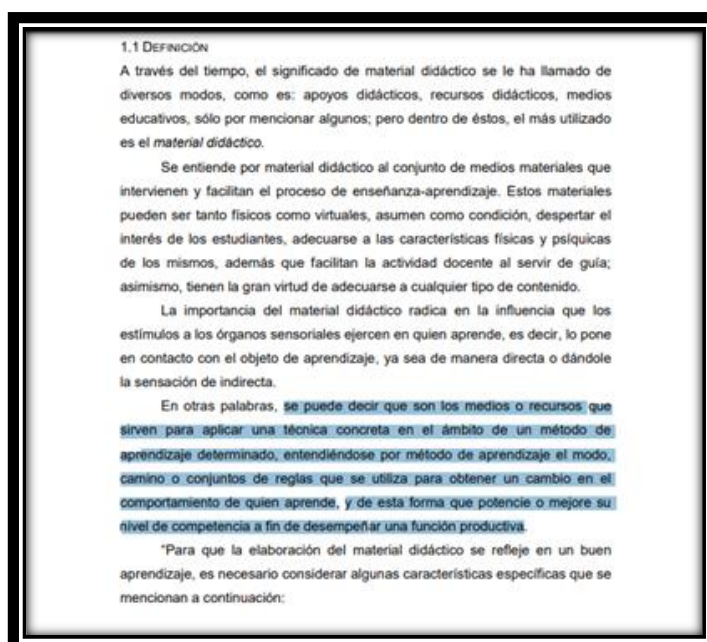 1.1 DEFINICIÓN
A través del tiempo, el significado de material didáctico se le ha llamado de
diversos modos, como es: apoyos didácticos, recursos didácticos, medios
educativos, sólo por mencionar algunos; pero dentro de éstos, el más utilizado
es el material didáctico.
Se entiende por material didáctico al conjunto de medios materiales que
intervienen y facilitan el proceso de enseñanza-aprendizaje. Estos materiales
pueden ser tanto físicos como virtuales, asumen como condición, despertar el
interés de los estudiantes, adecuarse a las características físicas y psíquicas
de los mismos, además que facilitan la actividad docente al servir de guía;
asimismo, tienen la gran virtud de adecuarse a cualquier tipo de contenido.
La importancia del material didáctico radica en la influencia que los
estímulos a los órganos sensoriales ejercen en quien aprende, es decir, lo pone
en contacto con el objeto de aprendizaje, ya sea de manera directa o dándole
la sensación de indirecta.
En otras palabras, se puede decir que son los medios o recursos que
sirven para aplicar una técnica concreta en el ámbito de un método de
aprendizaje determinado, entendiéndose por método de aprendizaje el modo,
camino o conjuntos de reglas que se utiliza para obtener un cambio en el
comportamiento de quien aprende, y de esta forma que potencie o mejore su
nivel de competencia a fin de desempeñar una función productiva.
"Para que la elaboración del material didáctico se refleje en un buen
aprendizaje, es necesario considerar algunas características específicas que se
mencionan a continuación: